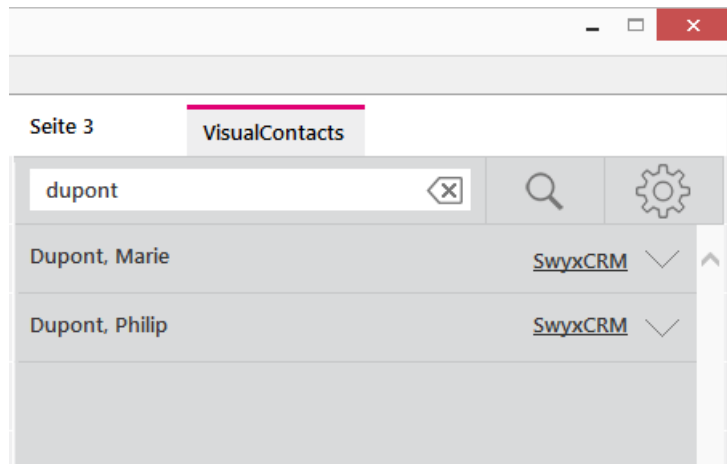 Seite 3
VisualContacts
dupont
Dupont, Marie
SwyxCRM
Dupont, Philip
SwyxCRM